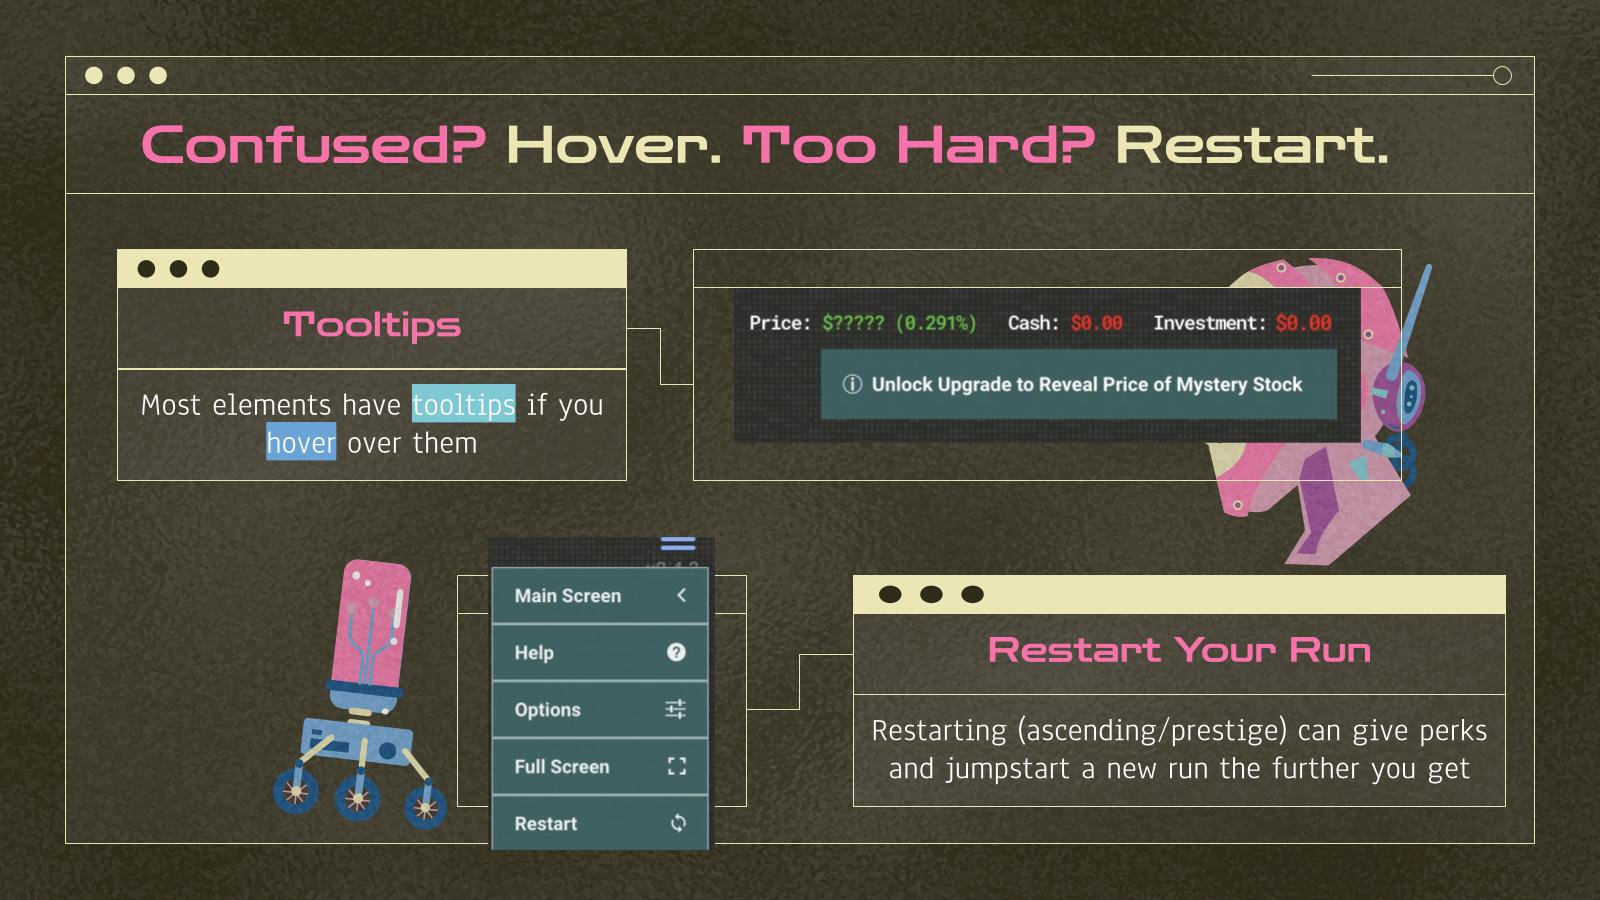 Confused? Hover. Too Hard? Restart.
Tooltips
Most elements have tooltips if you
hover over them
Price: $????? (0.291%) Cash: $0.00 Investment: $0.00
Unlock Upgrade to Reveal Price of Mystery Stock
Main Screen
Help
Options
Full Screen
Restart
Restart Your Run
Restarting (ascending/prestige) can give perks
and jumpstart a new run the further you get